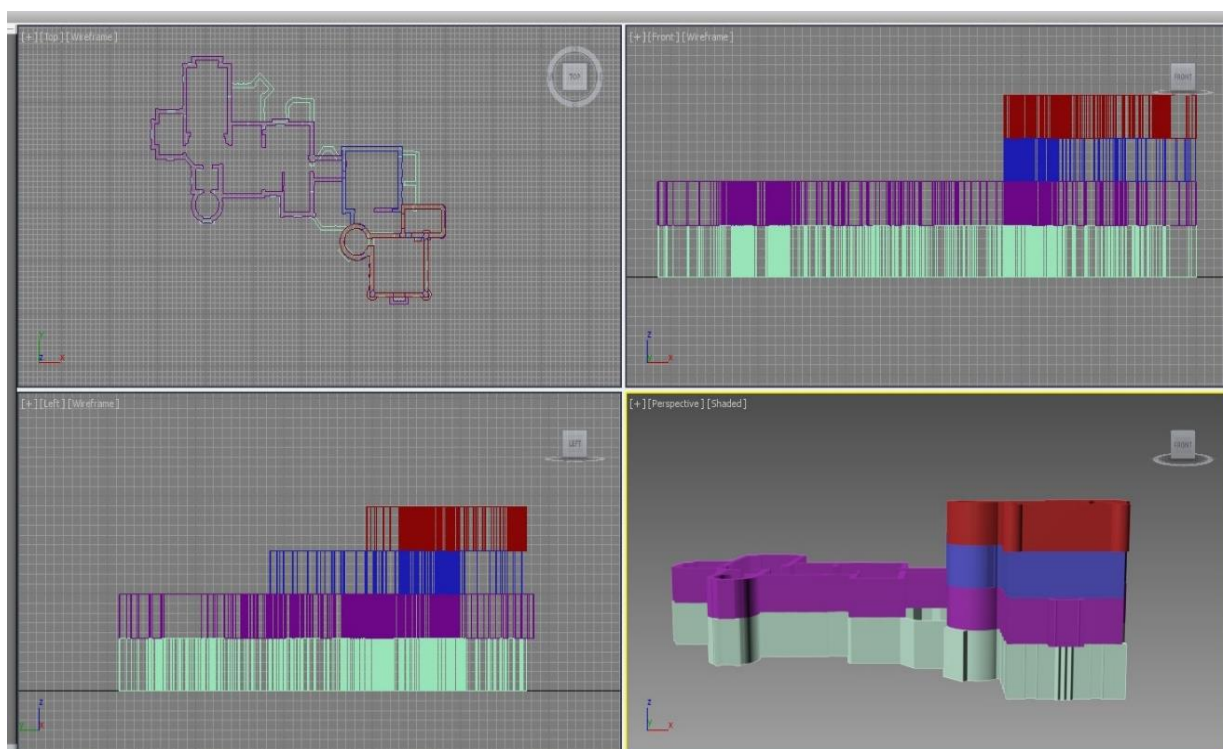 [+] [Top] [Wireframe]
TOP
[+] [Front] [Wireframe]
FRONT
Y
Z X
Z
Y X
[+] [Left] [Wireframe]
LEFT
[+] [Perspective] [Shaded]
FRONT
Z
Y X
Z
Y X